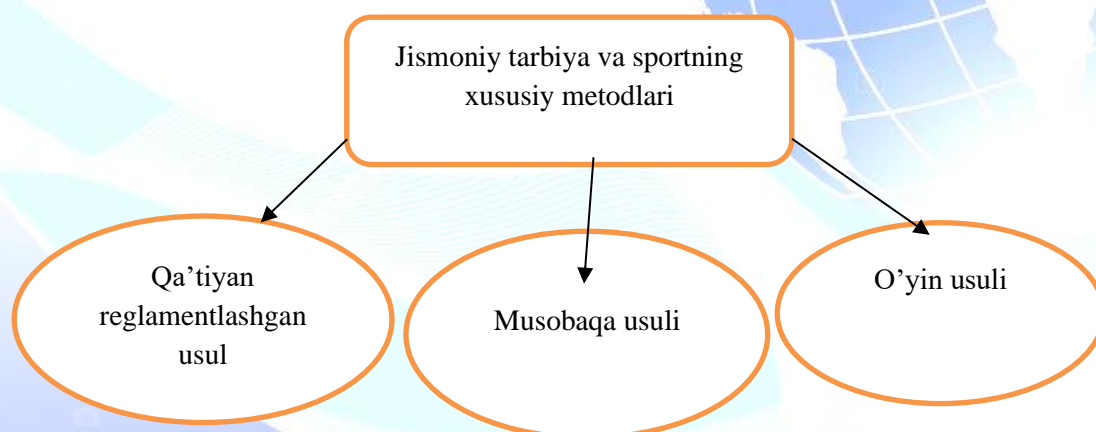 Jismoniy tarbiya va sportning
xususiy metodlari
Qa’tiyan
reglamentlashgan
usul
Musobaqa usuli
O’yin usuli